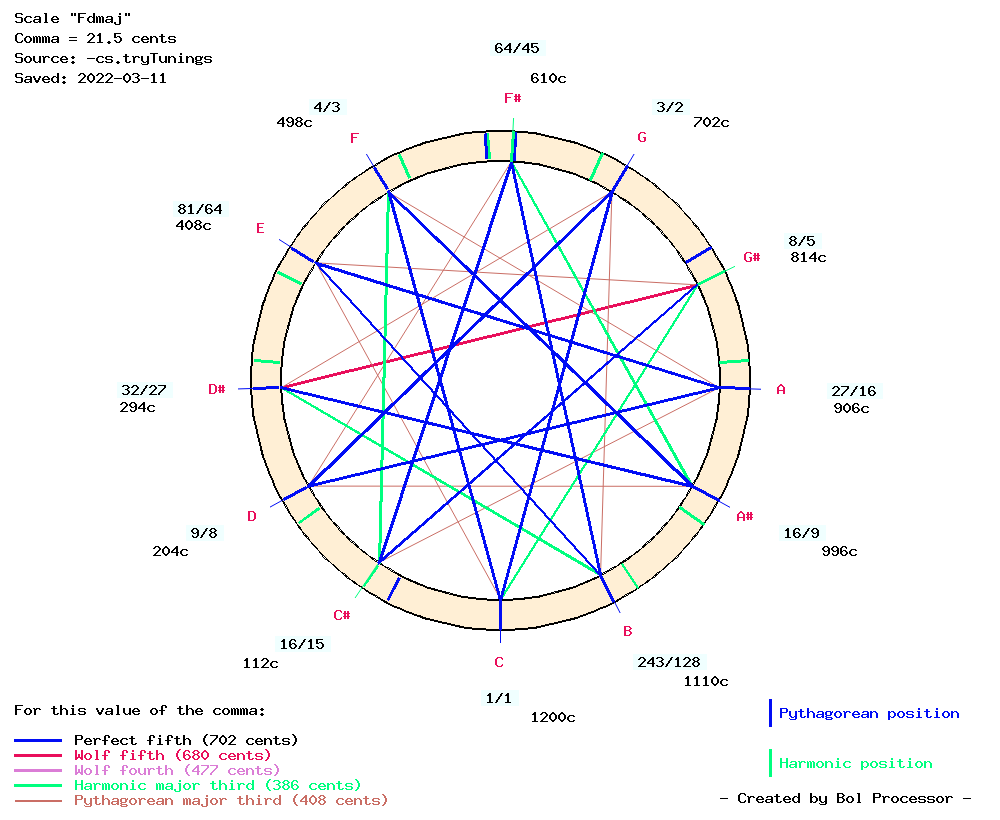 Scale "Fdmaj"
Comma = 21.5 cents
Source: -cs.tryTunings
Saved: 2022-03-11
64/45
610c
F#
4/3
498c
F
3/2
702c
G
81/64
408c
E
8/5
814c
G#
32/27
294c
D#
A
27/16
906c
D
9/8
204c
A#
16/9
996c
C#
16/15
112c
B
243/128
1110c
C
1/1
1200c
For this value of the comma:
Perfect fifth (702 cents)
Wolf fifth (680 cents)
Wolf fourth (477 cents)
Harmonic major third (386 cents)
Pythagorean major third (408 cents)
Pythagorean position
Harmonic position
- Created by Bol Processor -